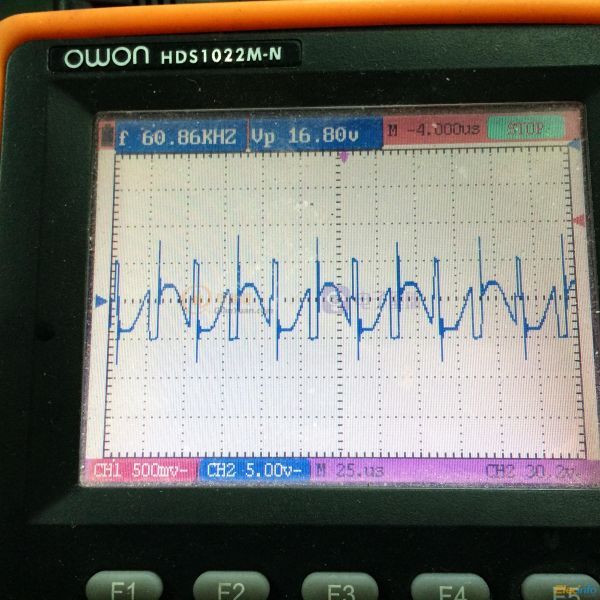 OWON HDS1022M-N
f 60.86KHZ Vp 16.80v M -4.000us STOP
CH1 500mv- CH2 5.00v- M 25.us CH2 30.2v
F1 F2 F3 F4 F5